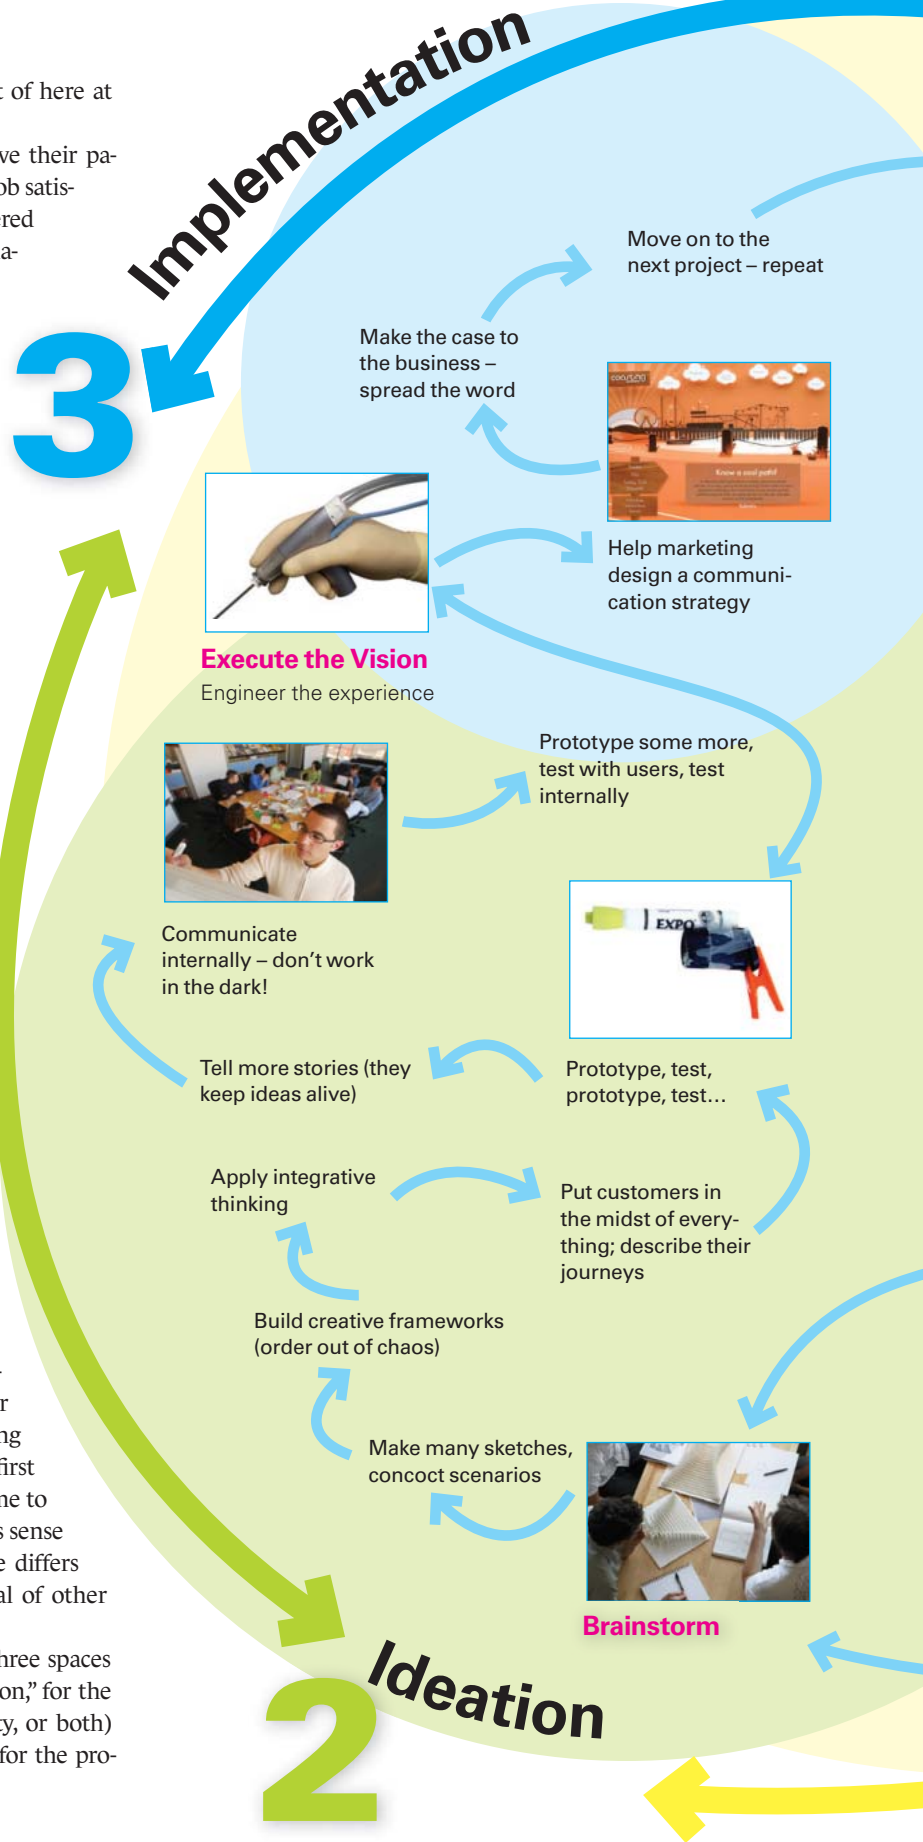 t of here at
ve their pa-
ob satis-
ered
a-
Implementation
3
Move on to the
next project – repeat
Make the case to
the business –
spread the word
Know a cool path?
Help marketing
design a communi-
cation strategy
Execute the Vision
Engineer the experience
Prototype some more,
test with users, test
internally
Communicate
internally – don’t work
in the dark!
EXPO
Tell more stories (they
keep ideas alive)
Prototype, test,
prototype, test…
Apply integrative
thinking
Put customers in
the midst of every-
thing; describe their
journeys
Build creative frameworks
(order out of chaos)
Make many sketches,
concoct scenarios
Brainstorm
r
ng
first
ne to
s sense
e differs
al of other
hree spaces
on,” for the
ty, or both)
for the pro-
2
Ideation